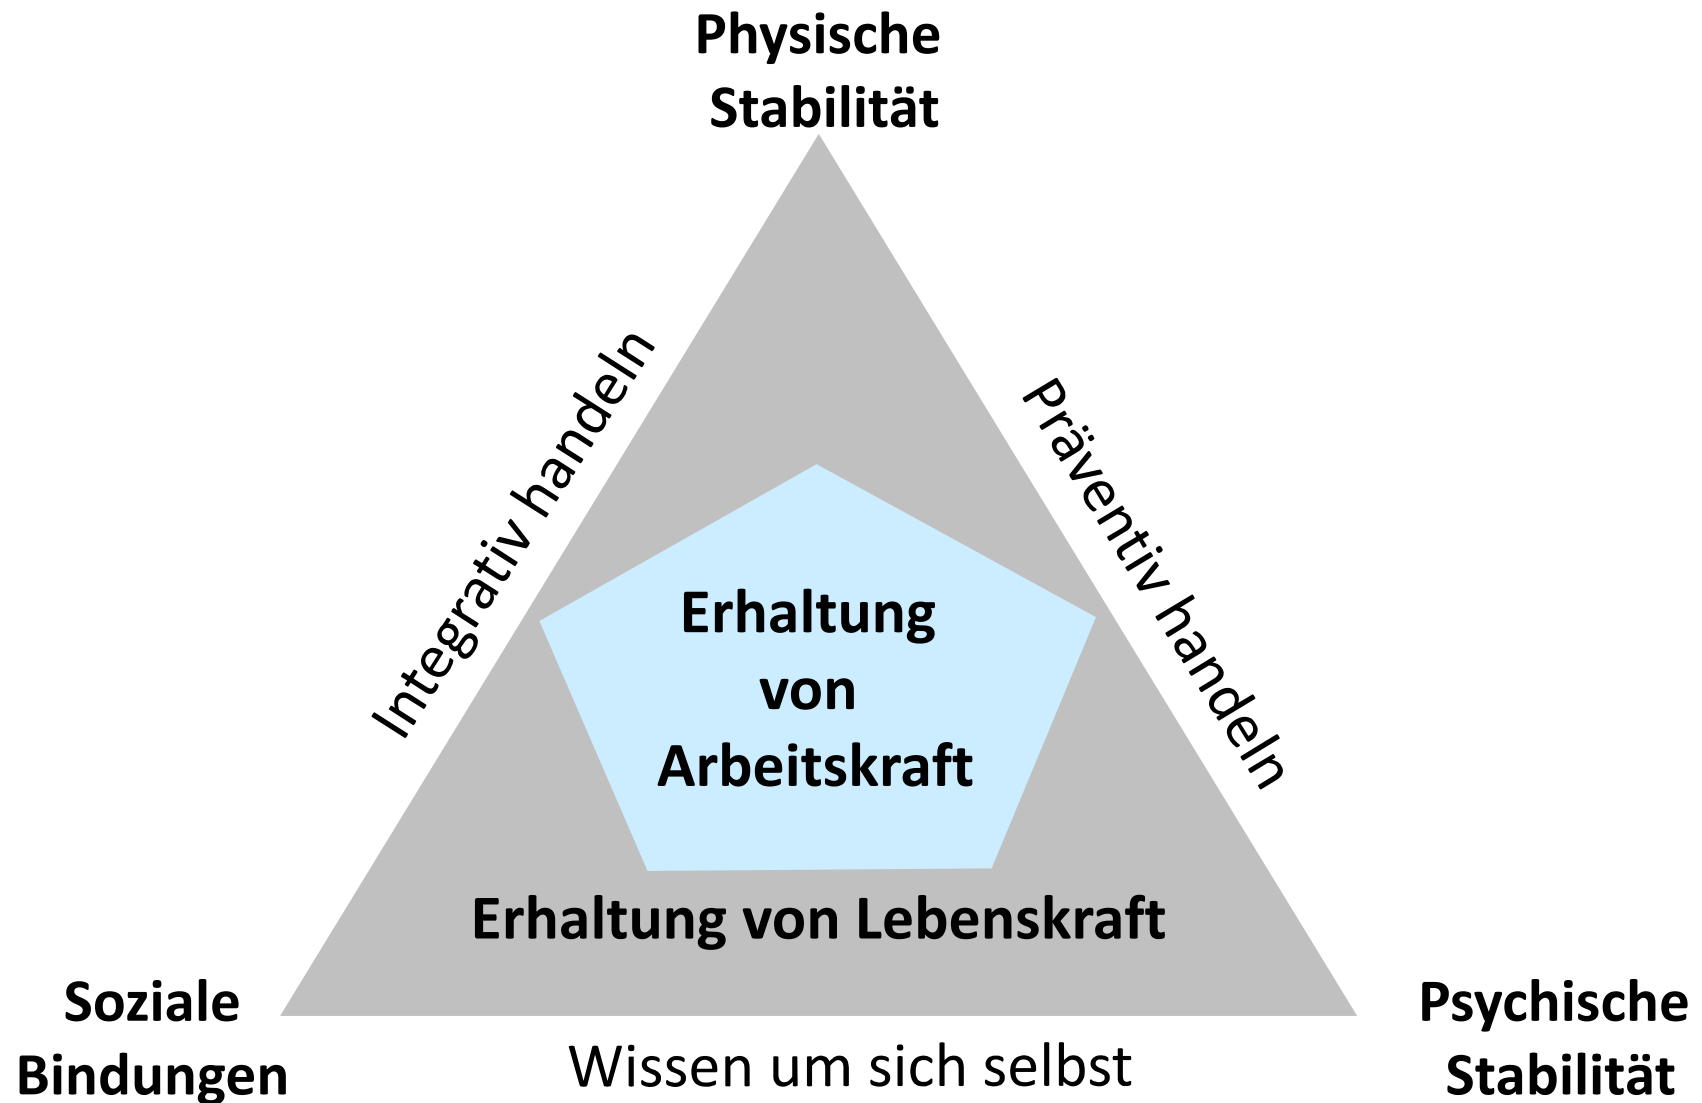 Physische
Stabilität
Integrativ handeln
Präventiv handeln
Erhaltung
von
Arbeitskraft
Erhaltung von Lebenskraft
Soziale
Bindungen
Wissen um sich selbst
Psychische
Stabilität